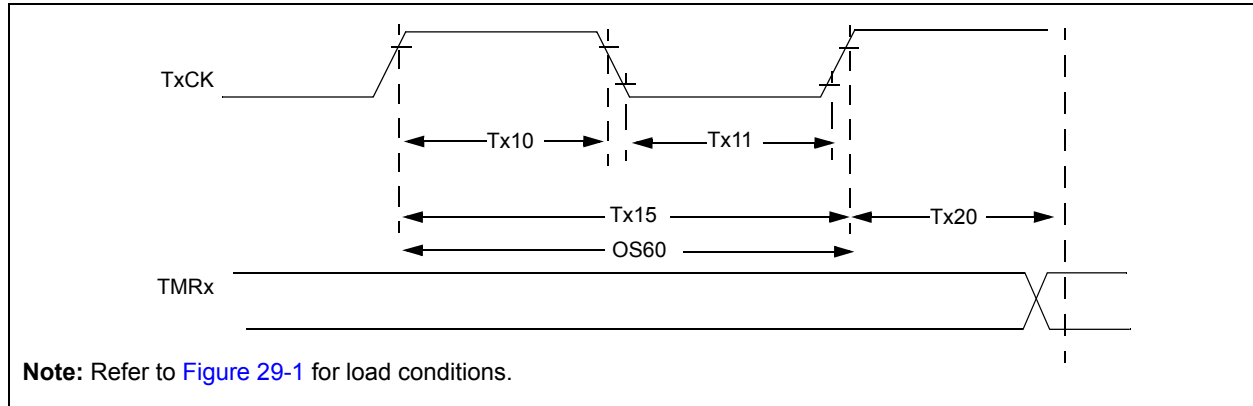 TxCK
Tx10
Tx11
Tx15
Tx20
OS60
TMRx
Note: Refer to Figure 29-1 for load conditions.